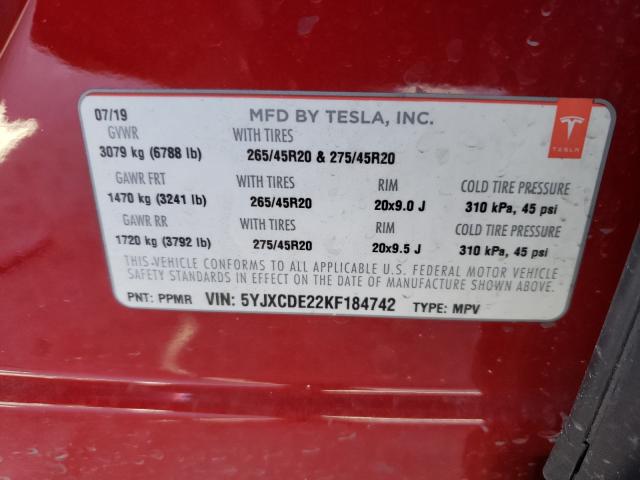 07/19 MFD BY TESLA, INC.
GVWR WITH TIRES
3079 kg (6788 lb) 265/45R20 & 275/45R20
TESLA
GAWR FRT WITH TIRES RIM COLD TIRE PRESSURE
1470 kg (3241 lb) 265/45R20 20x9.0 J 310 kPa, 45 psi
GAWR RR WITH TIRES RIM COLD TIRE PRESSURE
1720 kg (3792 lb) 275/45R20 20x9.5 J 310 kPa, 45 psi
THIS VEHICLE CONFORMS TO ALL APPLICABLE U.S. FEDERAL MOTOR VEHICLE
SAFETY STANDARDS IN EFFECT ON THE DATE OF MANUFACTURE SHOWN ABOVE.
PNT: PPMR VIN: 5YJXCDE22KF184742 TYPE: MPV